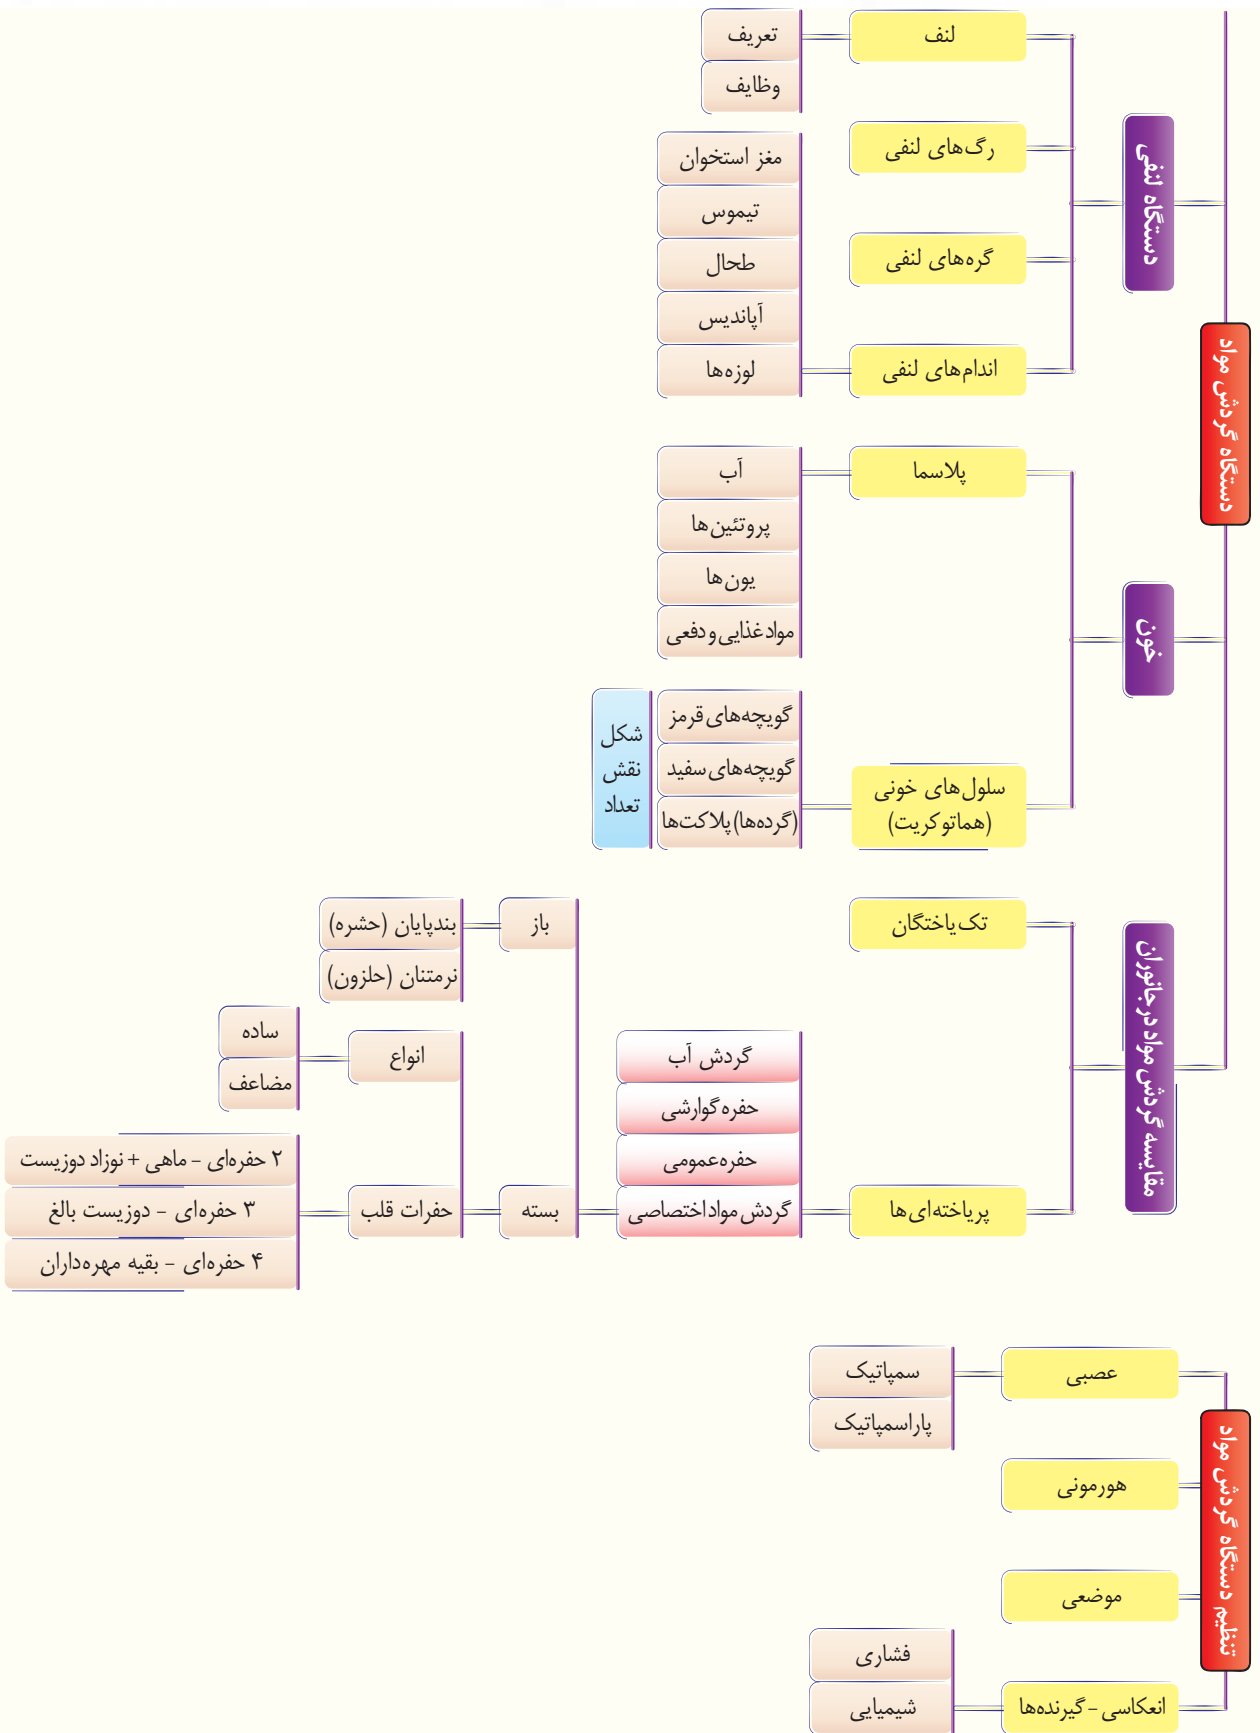 دستگاه گردش مواد
دستگاه لنفی
لنف
تعریف
وظایف
رگ‌های لنفی
گره‌های لنفی
اندام‌های لنفی
مغز استخوان
تیموس
طحال
آپاندیس
لوزه‌ها
خون
پلاسما
آب
پروتئین‌ها
یون‌ها
مواد غذایی و دفعی
سلول‌های خونی
(هماتوکریت)
گویچه‌های قرمز
گویچه‌های سفید
(گرده‌ها) پلاکت‌ها
شکل
نقش
تعداد
مقایسه گردش مواد در جانوران
تک‌یاختگان
پریاخته‌ای‌ها
گردش آب
حفره گوارشی
حفره عمومی
گردش مواد اختصاصی
باز
بندپایان (حشره)
نرمتنان (حلزون)
بسته
انواع
ساده
مضاعف
حفرات قلب
۲ حفره‌ای - ماهی + نوزاد دوزیست
۳ حفره‌ای - دوزیست بالغ
۴ حفره‌ای - بقیه مهره‌داران
تنظیم دستگاه گردش مواد
عصبی
سمپاتیک
پاراسمپاتیک
هورمونی
موضعی
انعکاسی - گیرنده‌ها
فشاری
شیمیایی